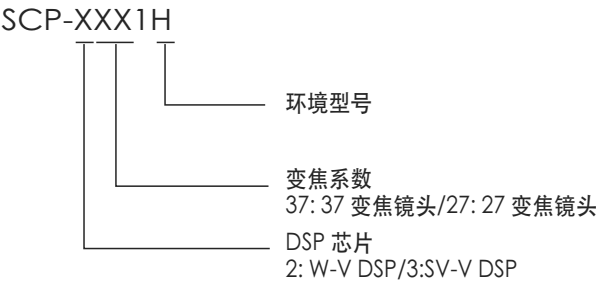 SCP-XXX1H
环境型号
变焦系数
37: 37 变焦镜头/27: 27 变焦镜头
DSP 芯片
2: W-V DSP/3:SV-V DSP